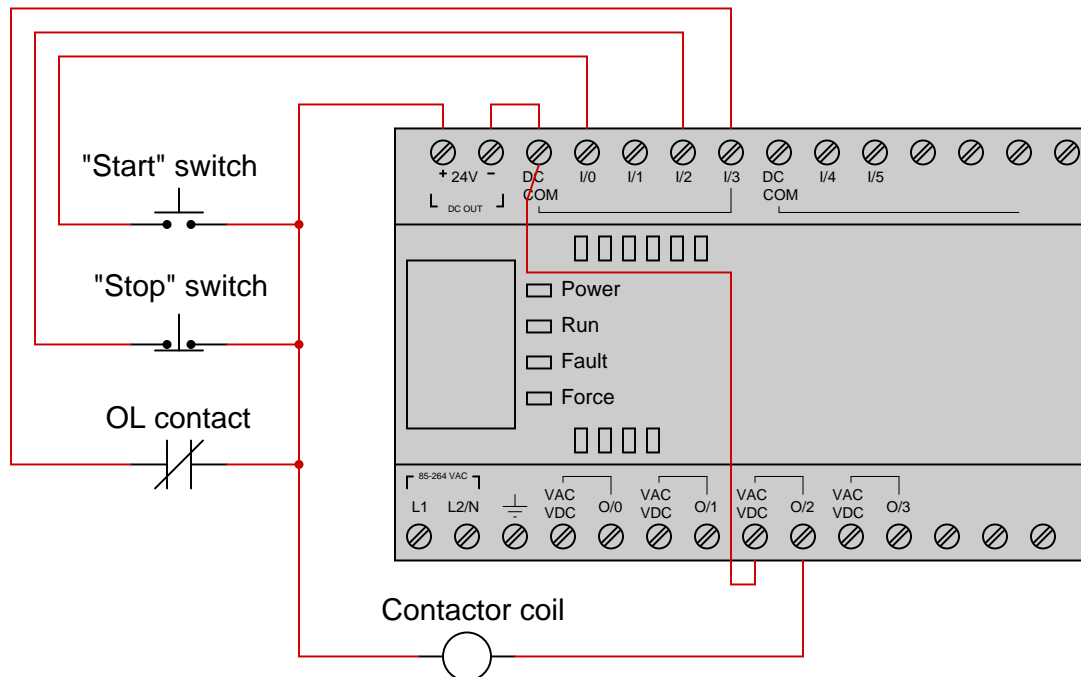 "Start" switch
"Stop" switch
OL contact
+ 24V -
DC COM
I/0
I/1
I/2
I/3
DC COM
I/4
I/5
DC OUT
Power
Run
Fault
Force
85-264 VAC
L1
L2/N
VAC VDC
O/0
VAC VDC
O/1
VAC VDC
O/2
VAC VDC
O/3
Contactor coil